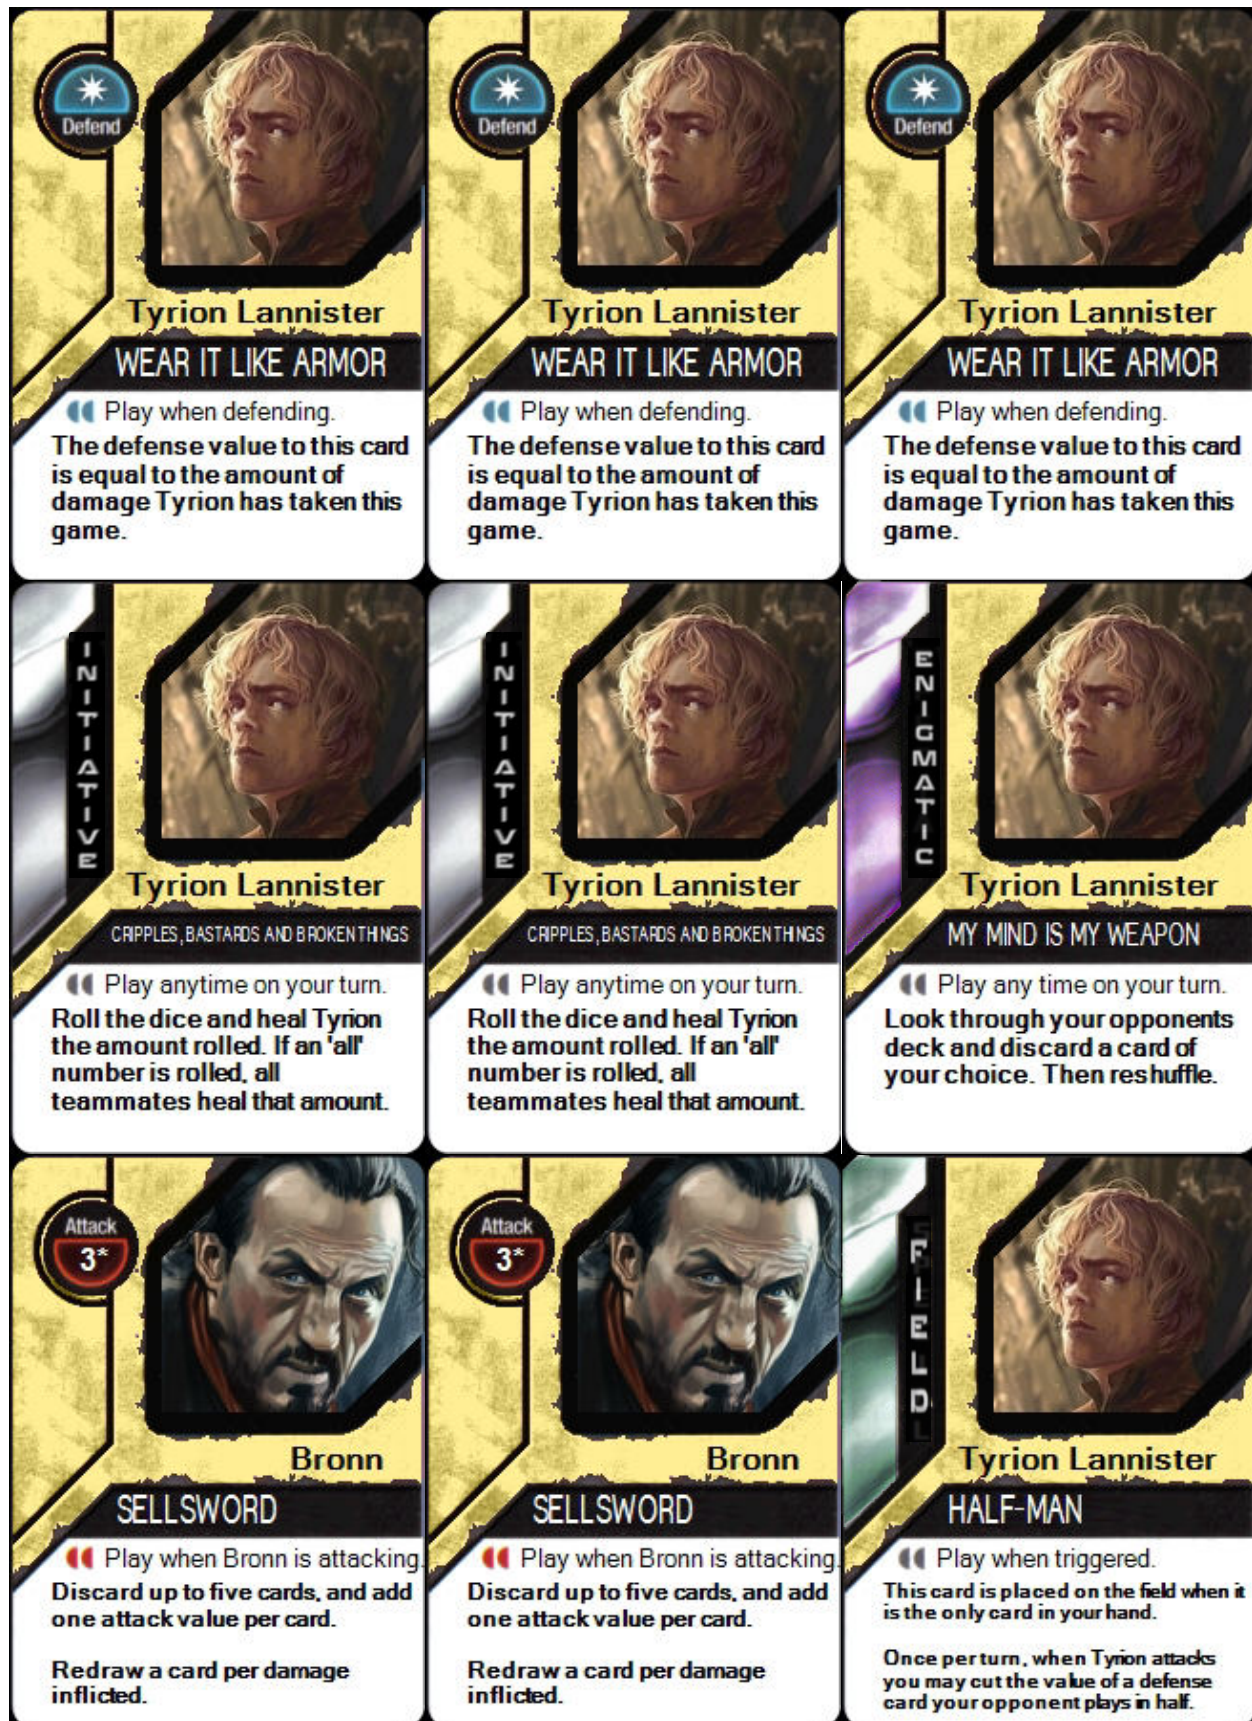 Defend
Tyrion Lannister
WEAR IT LIKE ARMOR
Play when defending.
The defense value to this card
is equal to the amount of
damage Tyrion has taken this
game.
Defend
Tyrion Lannister
WEAR IT LIKE ARMOR
Play when defending.
The defense value to this card
is equal to the amount of
damage Tyrion has taken this
game.
Defend
Tyrion Lannister
WEAR IT LIKE ARMOR
Play when defending.
The defense value to this card
is equal to the amount of
damage Tyrion has taken this
game.
INITIATIVE
Tyrion Lannister
CRIPPLES, BASTARDS AND BROKEN THINGS
Play anytime on your turn.
Roll the dice and heal Tyrion
the amount rolled. If an 'all'
number is rolled, all
teammates heal that amount.
INITIATIVE
Tyrion Lannister
CRIPPLES, BASTARDS AND BROKEN THINGS
Play anytime on your turn.
Roll the dice and heal Tyrion
the amount rolled. If an 'all'
number is rolled, all
teammates heal that amount.
ENIGMATIC
Tyrion Lannister
MY MIND IS MY WEAPON
Play any time on your turn.
Look through your opponents
deck and discard a card of
your choice. Then reshuffle.
Attack
3*
Bronn
SELLSWORD
Play when Bronn is attacking.
Discard up to five cards, and add
one attack value per card.
Redraw a card per damage
inflicted.
Attack
3*
Bronn
SELLSWORD
Play when Bronn is attacking.
Discard up to five cards, and add
one attack value per card.
Redraw a card per damage
inflicted.
FIELD
Tyrion Lannister
HALF-MAN
Play when triggered.
This card is placed on the field when it
is the only card in your hand.
Once per turn, when Tyrion attacks
you may cut the value of a defense
card your opponent plays in half.